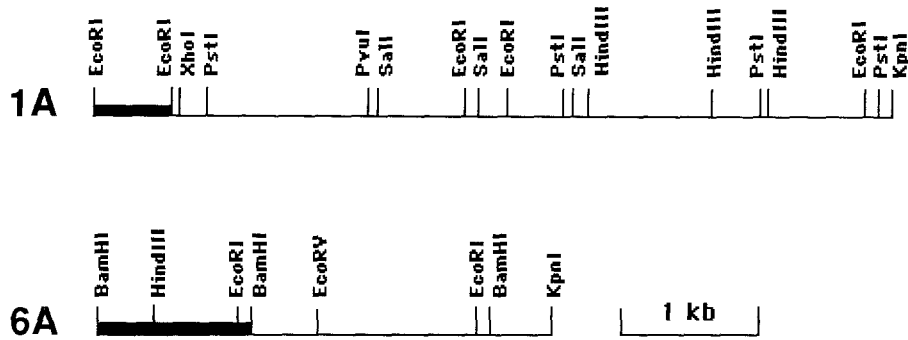 EcoRI EcoRI XhoI PstI PvuI SalI EcoRI SalI EcoRI PstI SalI HindIII HindIII PstI HindIII EcoRI PstI KpnI
1A
BamHI HindIII EcoRI BamHI EcoRV EcoRI BamHI KpnI
6A
1 kb